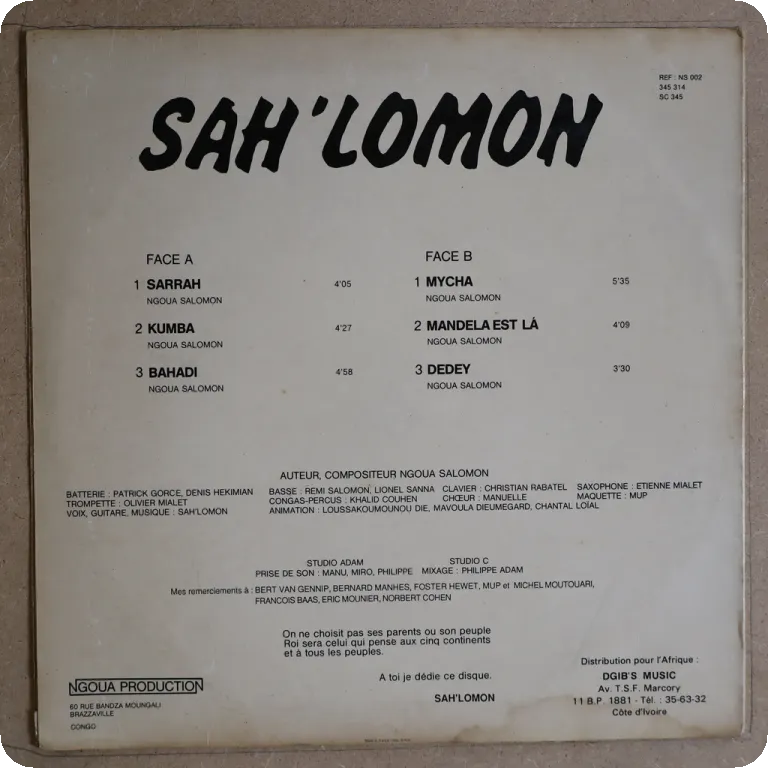 REF : NS 002
345 314
SC 345
SAH'LOMON
FACE A
1 SARRAH 4'05
NGOUA SALOMON
2 KUMBA 4'27
NGOUA SALOMON
3 BAHADI 4'58
NGOUA SALOMON
FACE B
1 MYCHA 5'35
NGOUA SALOMON
2 MANDELA EST LÁ 4'09
NGOUA SALOMON
3 DEDEY 3'30
NGOUA SALOMON
AUTEUR, COMPOSITEUR NGOUA SALOMON
BATTERIE : PATRICK GORCE, DENIS HEKIMIAN
TROMPETTE : OLIVIER MIALET
VOIX, GUITARE, MUSIQUE : SAH'LOMON
BASSE : REMI SALOMON, LIONEL SANNA
CONGAS-PERCUS : KHALID COUHEN
ANIMATION : LOUSSAKOUMOUNOU DIE, MAVOULA DIEUMEGARD, CHANTAL LOÏAL
CLAVIER : CHRISTIAN RABATEL
CHŒUR : MANUELLE
SAXOPHONE : ETIENNE MIALET
MAQUETTE : MUP
STUDIO ADAM
PRISE DE SON : MANU, MIRO, PHILIPPE
STUDIO C
MIXAGE : PHILIPPE ADAM
Mes remerciements à : BERT VAN GENNIP, BERNARD MANHES, FOSTER HEWET, MUP et MICHEL MOUTOUARI,
FRANCOIS BAAS, ERIC MOUNIER, NORBERT COHEN
On ne choisit pas ses parents ou son peuple
Roi sera celui qui pense aux cinq continents
et à tous les peuples.
A toi je dédie ce disque.
SAH'LOMON
NGOUA PRODUCTION
60 RUE BANDZA MOUNGALI
BRAZZAVILLE
CONGO
Distribution pour l'Afrique :
DGIB'S MUSIC
Av. T.S.F. Marcory
11 B.P. 1881 - Tél. : 35-63-32
Côte d'Ivoire